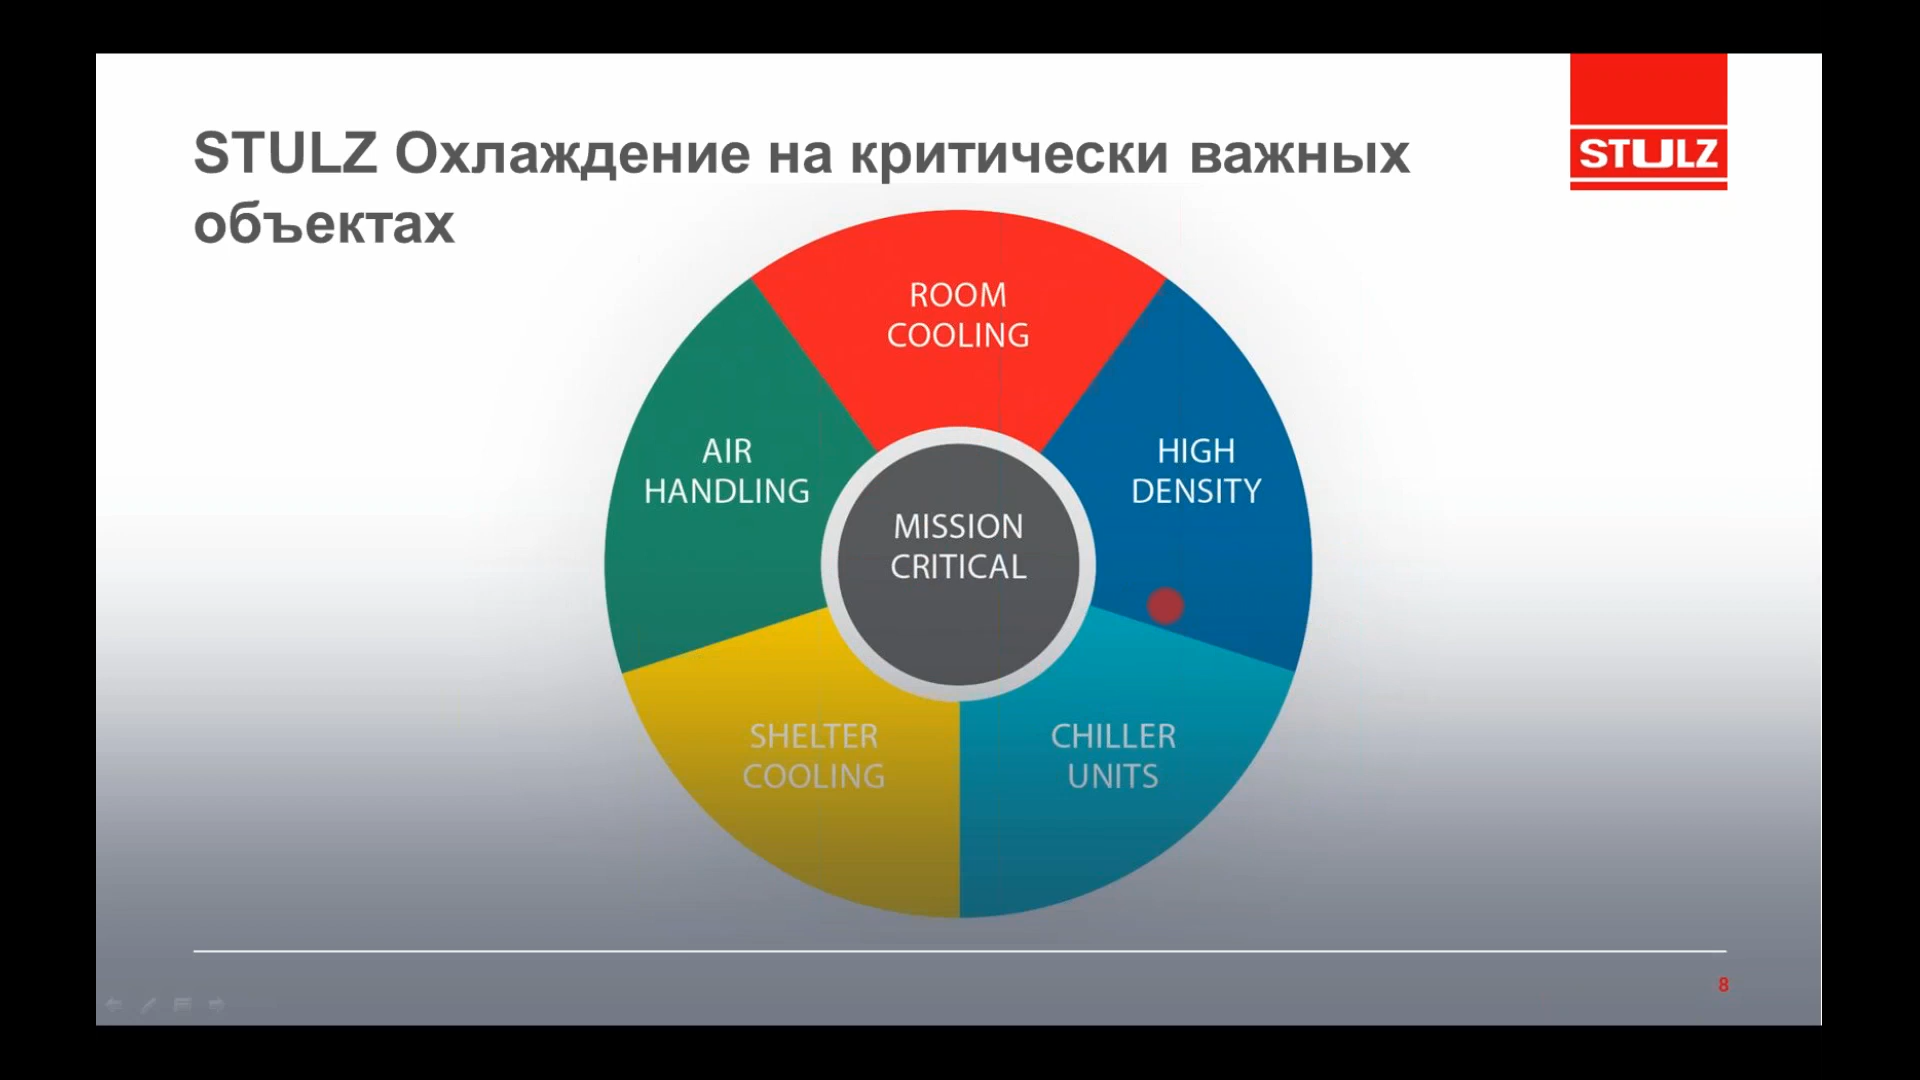 STULZ Охлаждение на критически важных
объектах
STULZ
ROOM
COOLING
AIR
HANDLING
HIGH
DENSITY
MISSION
CRITICAL
SHELTER
COOLING
CHILLER
UNITS
8